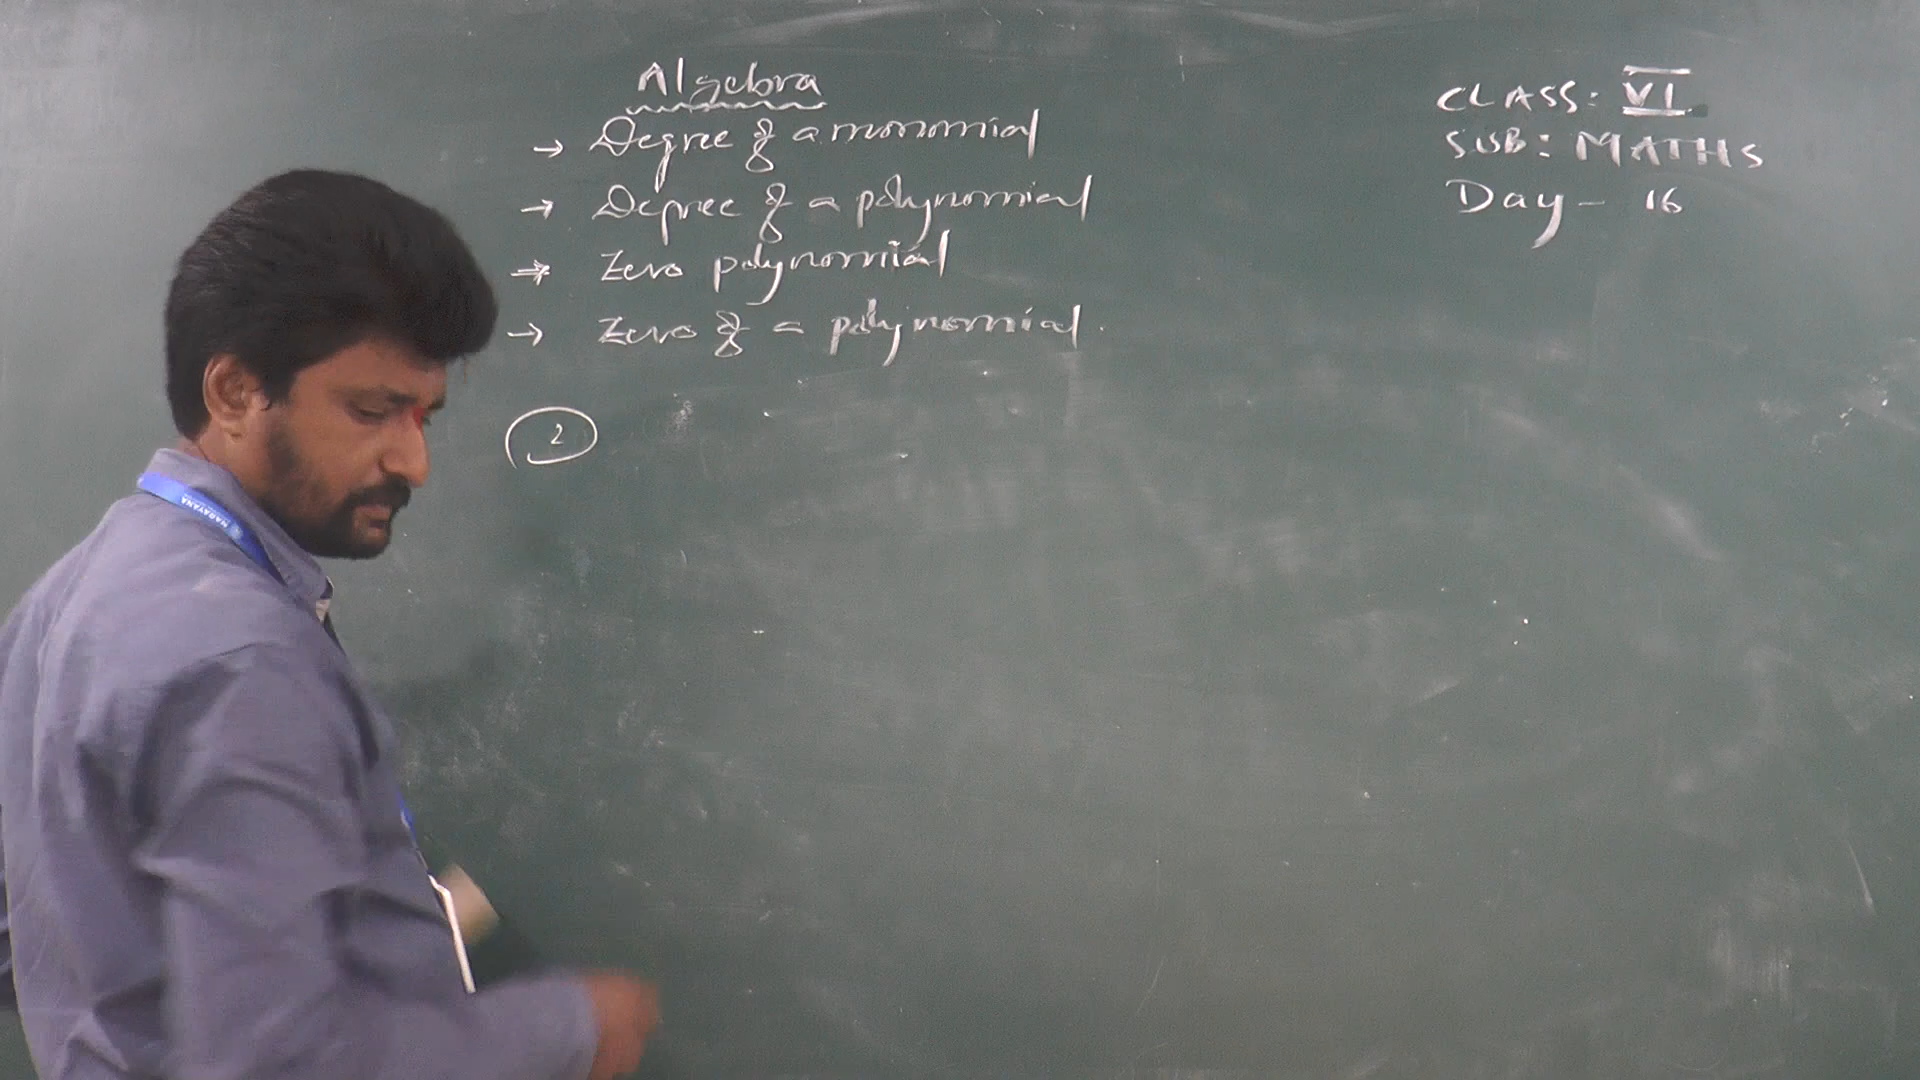 Algebra
→ Degree of a monomial
→ Degree of a polynomial
→ Zero polynomial
→ Zero of a polynomial.
2
CLASS: VI
SUB: MATHS
Day - 16
NARAYANA